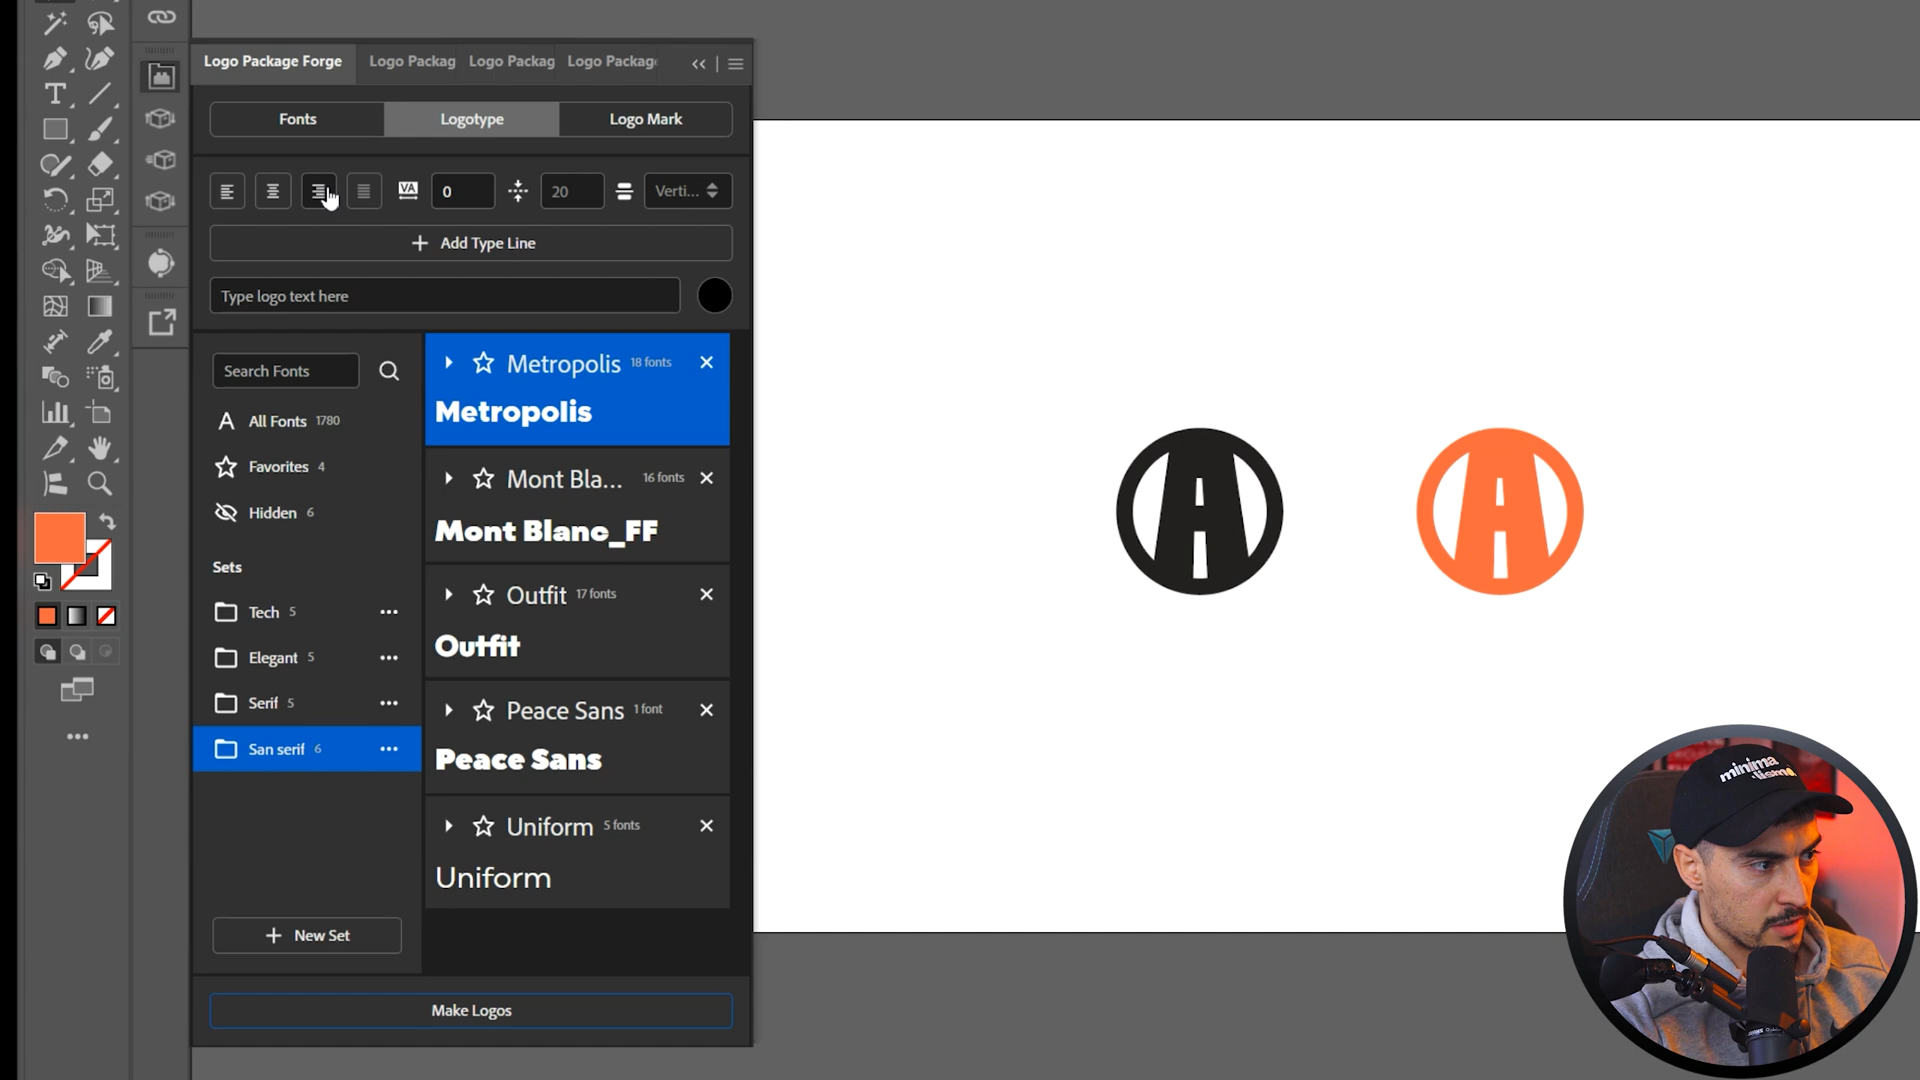 Logo Package Forge
Logo Packag
Logo Packag
Logo Packag
Fonts
Logotype
Logo Mark
VA
0
20
Verti...
+ Add Type Line
Type logo text here
Search Fonts
All Fonts 1780
Favorites 4
Hidden 6
Sets
Tech 5
Elegant 5
Serif 5
San serif 6
+ New Set
Metropolis 18 fonts
Metropolis
Mont Bla... 16 fonts
Mont Blanc_FF
Outfit 17 fonts
Outfit
Peace Sans 1 font
Peace Sans
Uniform 5 fonts
Uniform
Make Logos
minima
lismo